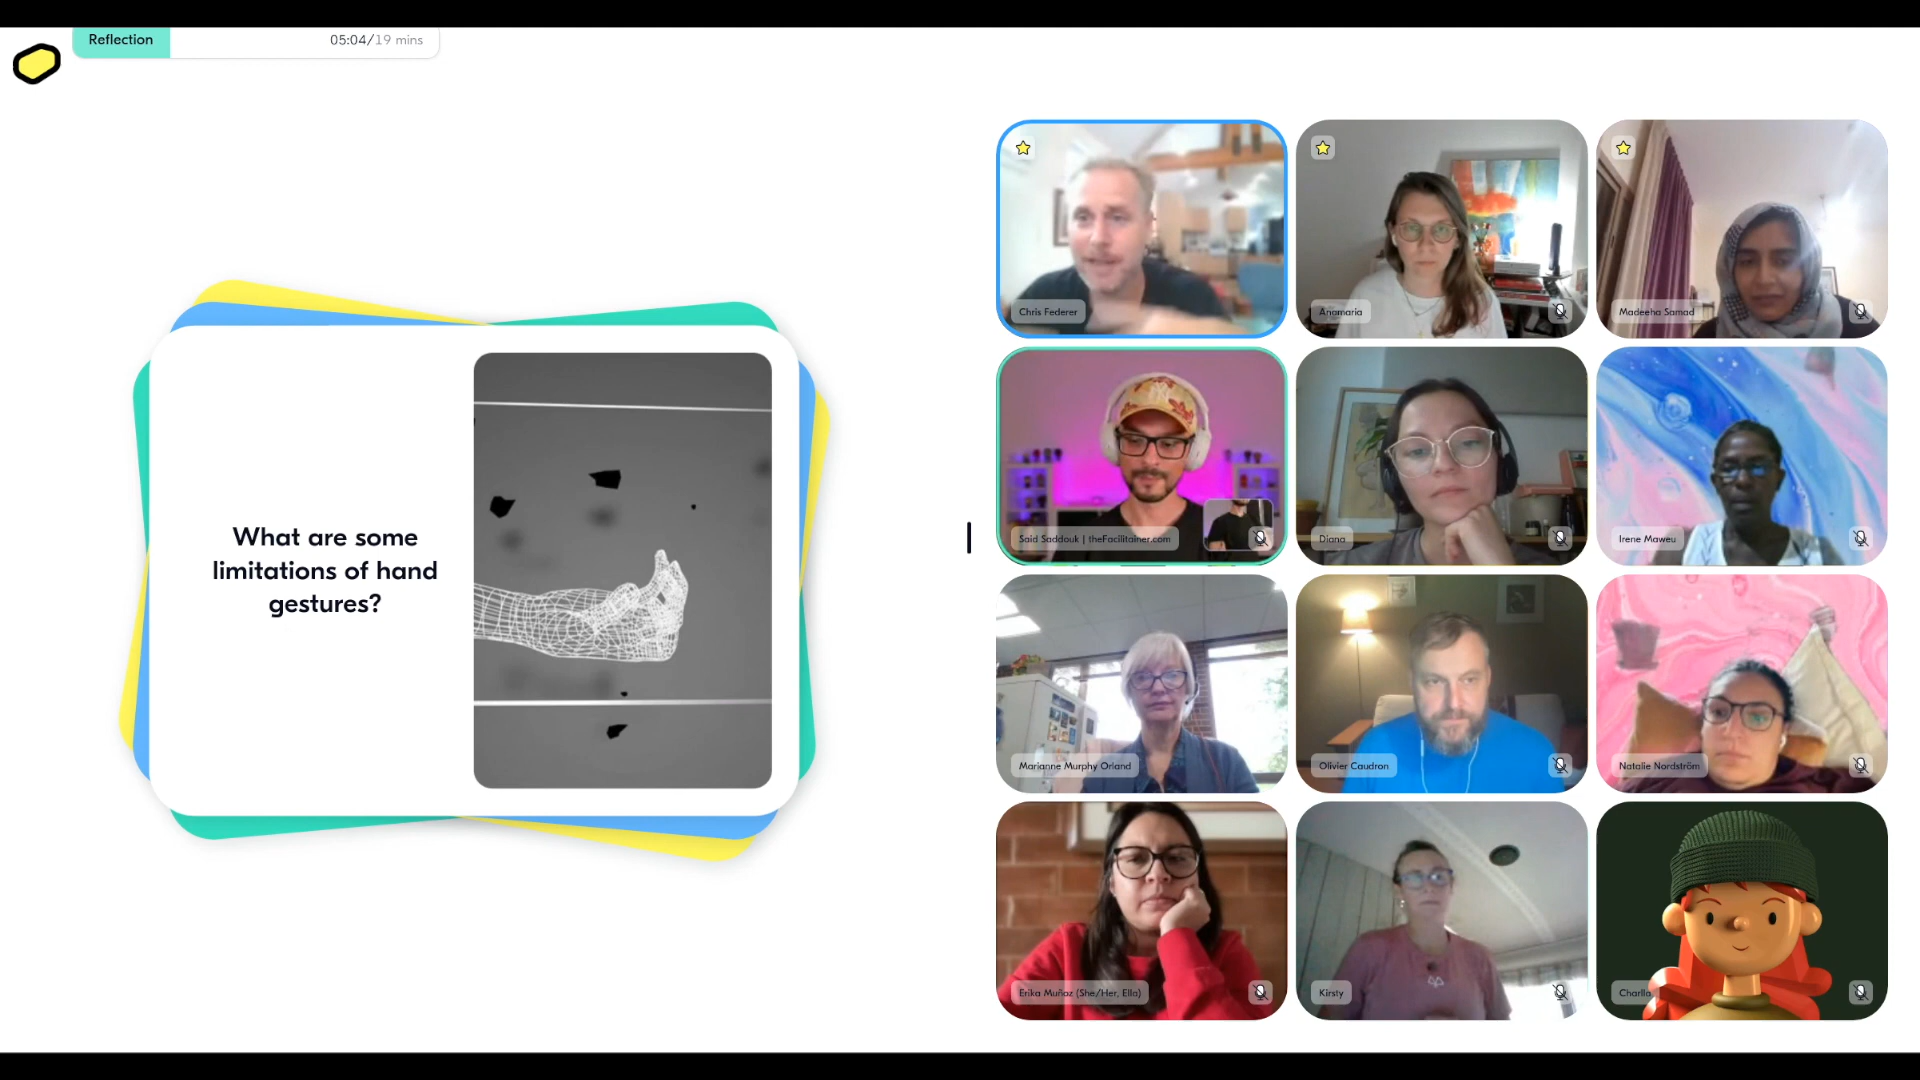 Reflection
05:04/19 mins
What are some
limitations of hand
gestures?
Chris Federer
Anamaria
Madeeha Samad
Said Saddouk | theFacilitainer.com
Diana
Irene Maweu
Marianne Murphy Orland
Olivier Caudron
Natalie Nordström
Erika Muñoz (She/Her, Ella)
Kirsty
Charlla